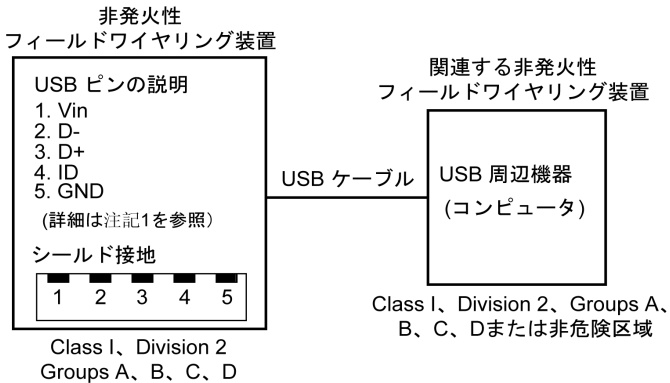 非発火性
フィールドワイヤリング装置
USB ピンの説明
1. Vin
2. D-
3. D+
4. ID
5. GND
(詳細は注記1を参照)
シールド接地
1 2 3 4 5
Class I、Division 2
Groups A、B、C、D
USB ケーブル
関連する非発火性
フィールドワイヤリング装置
USB 周辺機器
(コンピュータ)
Class I、Division 2、Groups A、
B、C、Dまたは非危険区域